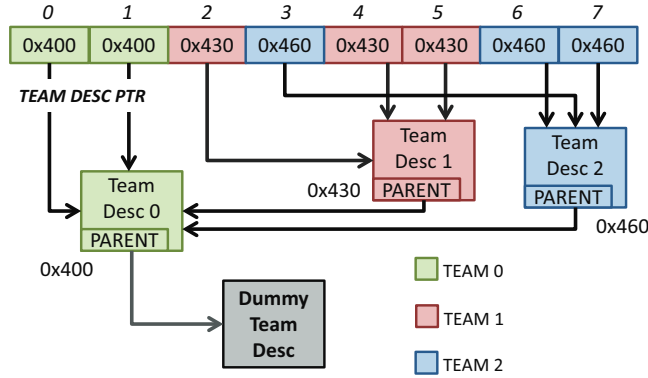 0 1 2 3 4 5 6 7
0x400 0x400 0x430 0x460 0x430 0x430 0x460 0x460
TEAM DESC PTR
Team
Desc 1
PARENT
0x430
Team
Desc 2
PARENT
0x460
Team
Desc 0
PARENT
0x400
Dummy
Team
Desc
TEAM 0
TEAM 1
TEAM 2